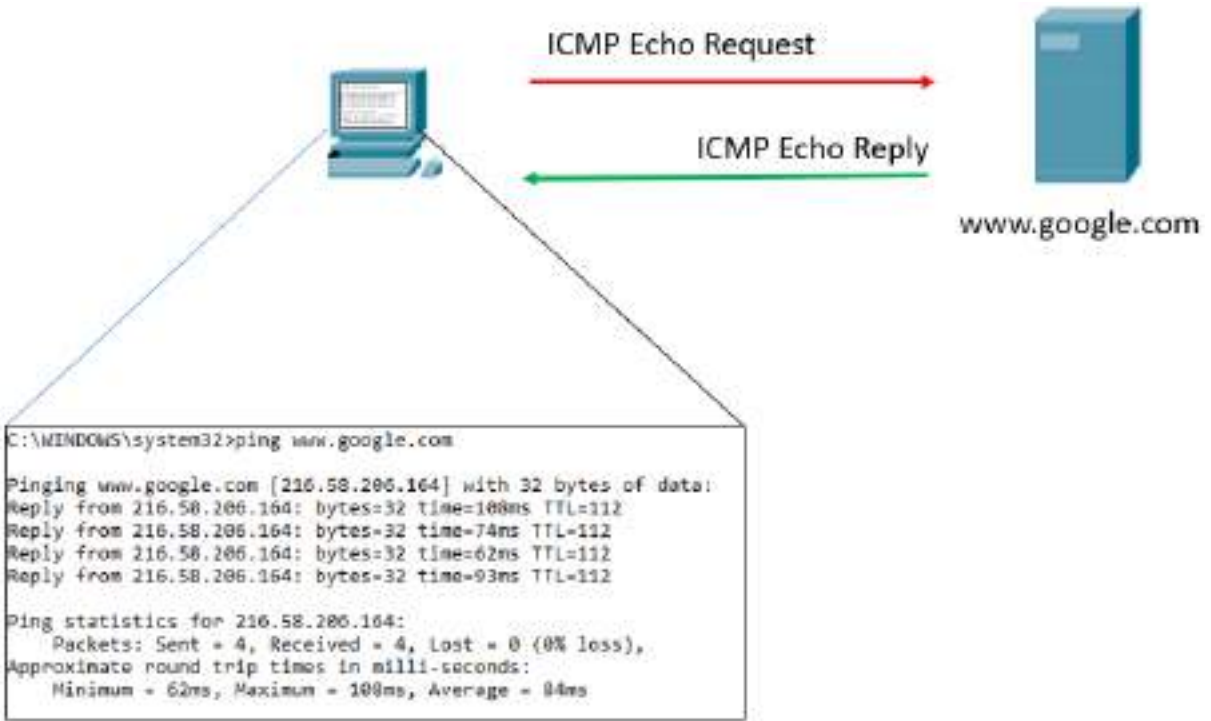 ICMP Echo Request
ICMP Echo Reply
www.google.com
C:\WINDOWS\system32>ping www.google.com
Pinging www.google.com [216.58.206.164] with 32 bytes of data:
Reply from 216.58.206.164: bytes=32 time=108ms TTL=112
Reply from 216.58.206.164: bytes=32 time=74ms TTL=112
Reply from 216.58.206.164: bytes=32 time=62ms TTL=112
Reply from 216.58.206.164: bytes=32 time=93ms TTL=112
Ping statistics for 216.58.206.164:
Packets: Sent = 4, Received = 4, Lost = 0 (0% loss),
Approximate round trip times in milli-seconds:
Minimum = 62ms, Maximum = 108ms, Average = 84ms